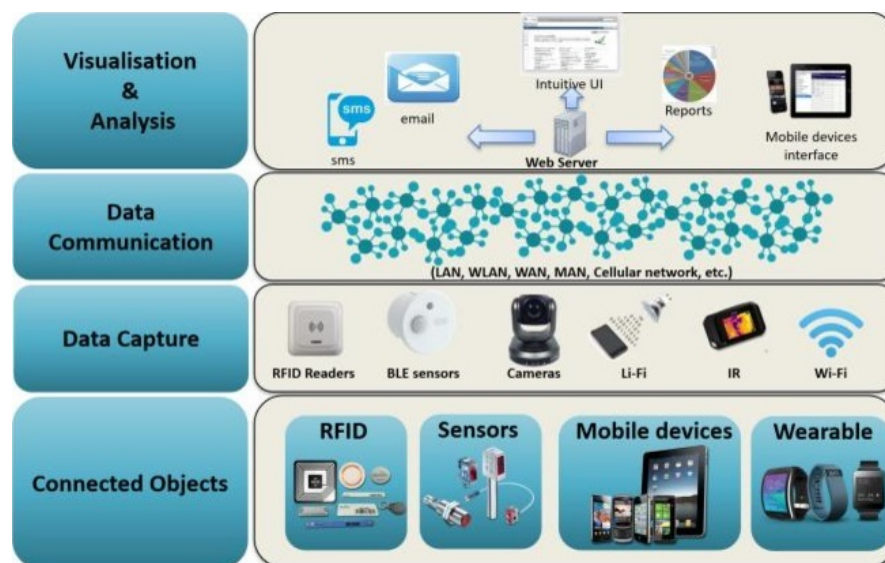 Visualisation
&
Analysis
sms
sms
email
Intuitive UI
Web Server
Reports
Mobile devices
interface
Data
Communication
(LAN, WLAN, WAN, MAN, Cellular network, etc.)
Data Capture
RFID Readers
BLE sensors
Cameras
Li-Fi
IR
Wi-Fi
Connected Objects
RFID
Sensors
Mobile devices
Wearable